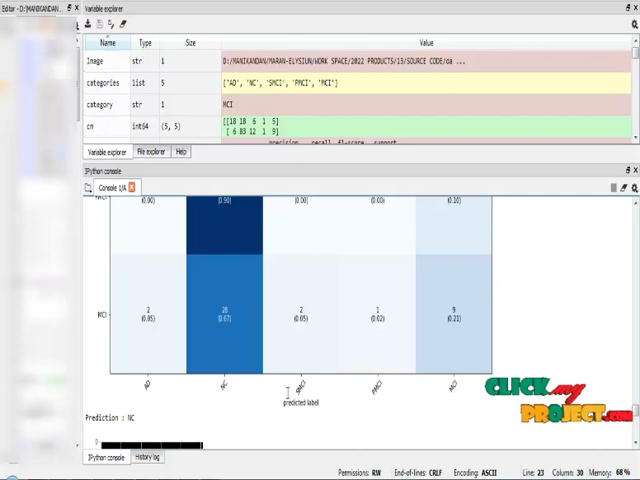 Editor - D:\MANIKANDAN...
Variable explorer
Name Type Size Value
Image str 1 D:/MANIKANDAN/MARAN-ELYSIUM/WORK SPACE/2022 PRODUCTS/13/SOURCE CODE/da ...
categories list 5 ['AD', 'NC', 'SMCI', 'PMCI', 'MCI']
category str 1 MCI
cm int64 (5, 5) [[18 18 6 1 5]
[ 6 83 12 1 9]
precision recall f1-score support
Variable explorer File explorer Help
IPython console
Console 1/A
(0.00) (0.90) (0.00) (0.00) (0.10)
MCI
2 28 2 1 9
(0.05) (0.67) (0.05) (0.02) (0.21)
AD NC SMCI PMCI MCI
predicted label
Prediction : NC
0
IPython console History log
Permissions: RW End-of-lines: CRLF Encoding: ASCII Line: 23 Column: 30 Memory: 68 %
CLICK my
PROJECT.com